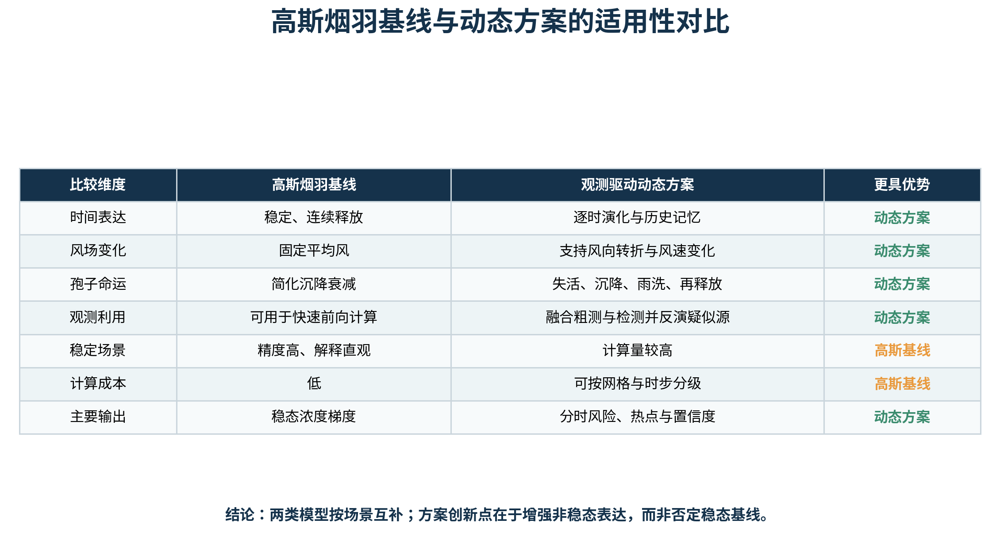 高斯烟羽基线与动态方案的适用性对比
比较维度 高斯烟羽基线 观测驱动动态方案 更具优势
时间表达 稳定、连续释放 逐时演化与历史记忆 动态方案
风场变化 固定平均风 支持风向转折与风速变化 动态方案
孢子命运 简化沉降衰减 失活、沉降、雨洗、再释放 动态方案
观测利用 可用于快速前向计算 融合粗测与检测并反演疑似源 动态方案
稳定场景 精度高、解释直观 计算量较高 高斯基线
计算成本 低 可按网格与时步分级 高斯基线
主要输出 稳态浓度梯度 分时风险、热点与置信度 动态方案
结论：两类模型按场景互补；方案创新点在于增强非稳态表达，而非否定稳态基线。